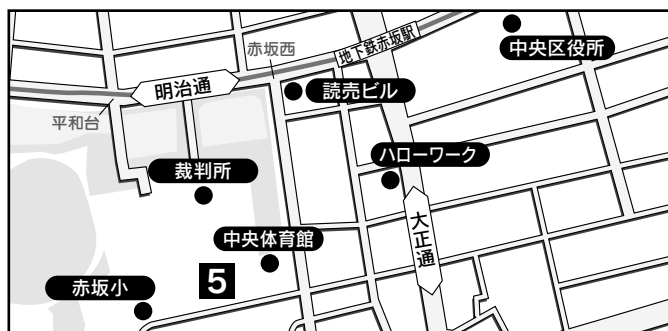 赤坂西
地下鉄赤坂駅
中央区役所
明治通
読売ビル
平和台
裁判所
ハローワーク
大正通
中央体育館
赤坂小
5